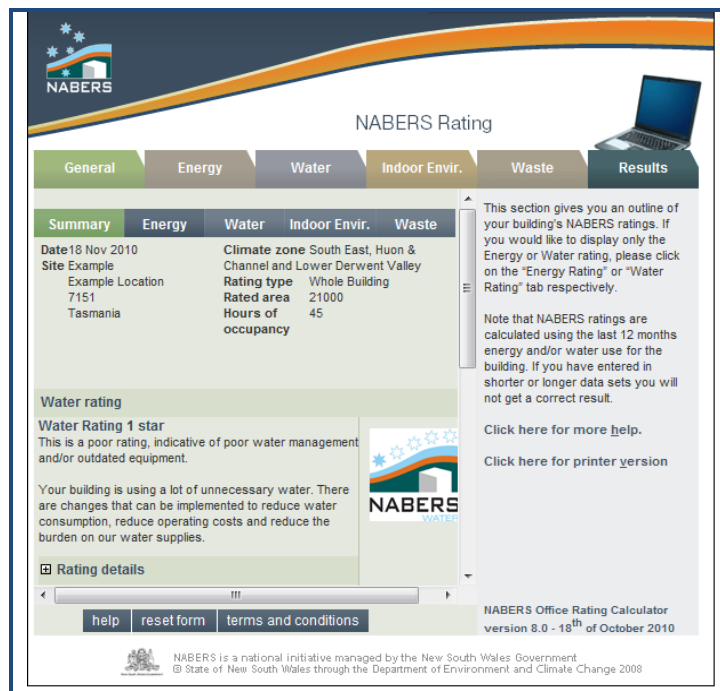 NABERS
NABERS Rating
General
Energy
Water
Indoor Envir.
Waste
Results
Summary
Energy
Water
Indoor Envir.
Waste
Date18 Nov 2010
Site Example
Example Location
7151
Tasmania
Climate zone South East, Huon &
Channel and Lower Derwent Valley
Rating type Whole Building
Rated area 21000
Hours of 45
occupancy
Water rating
Water Rating 1 star
This is a poor rating, indicative of poor water management
and/or outdated equipment.
Your building is using a lot of unnecessary water. There
are changes that can be implemented to reduce water
consumption, reduce operating costs and reduce the
burden on our water supplies.
NABERS
WATER
Rating details
help
reset form
terms and conditions
This section gives you an outline of
your building's NABERS ratings. If
you would like to display only the
Energy or Water rating, please click
on the "Energy Rating" or "Water
Rating" tab respectively.
Note that NABERS ratings are
calculated using the last 12 months
energy and/or water use for the
building. If you have entered in
shorter or longer data sets you will
not get a correct result.
Click here for more help.
Click here for printer version
NABERS Office Rating Calculator
version 8.0 - 18th of October 2010
NABERS is a national initiative managed by the New South Wales Government
© State of New South Wales through the Department of Environment and Climate Change 2008